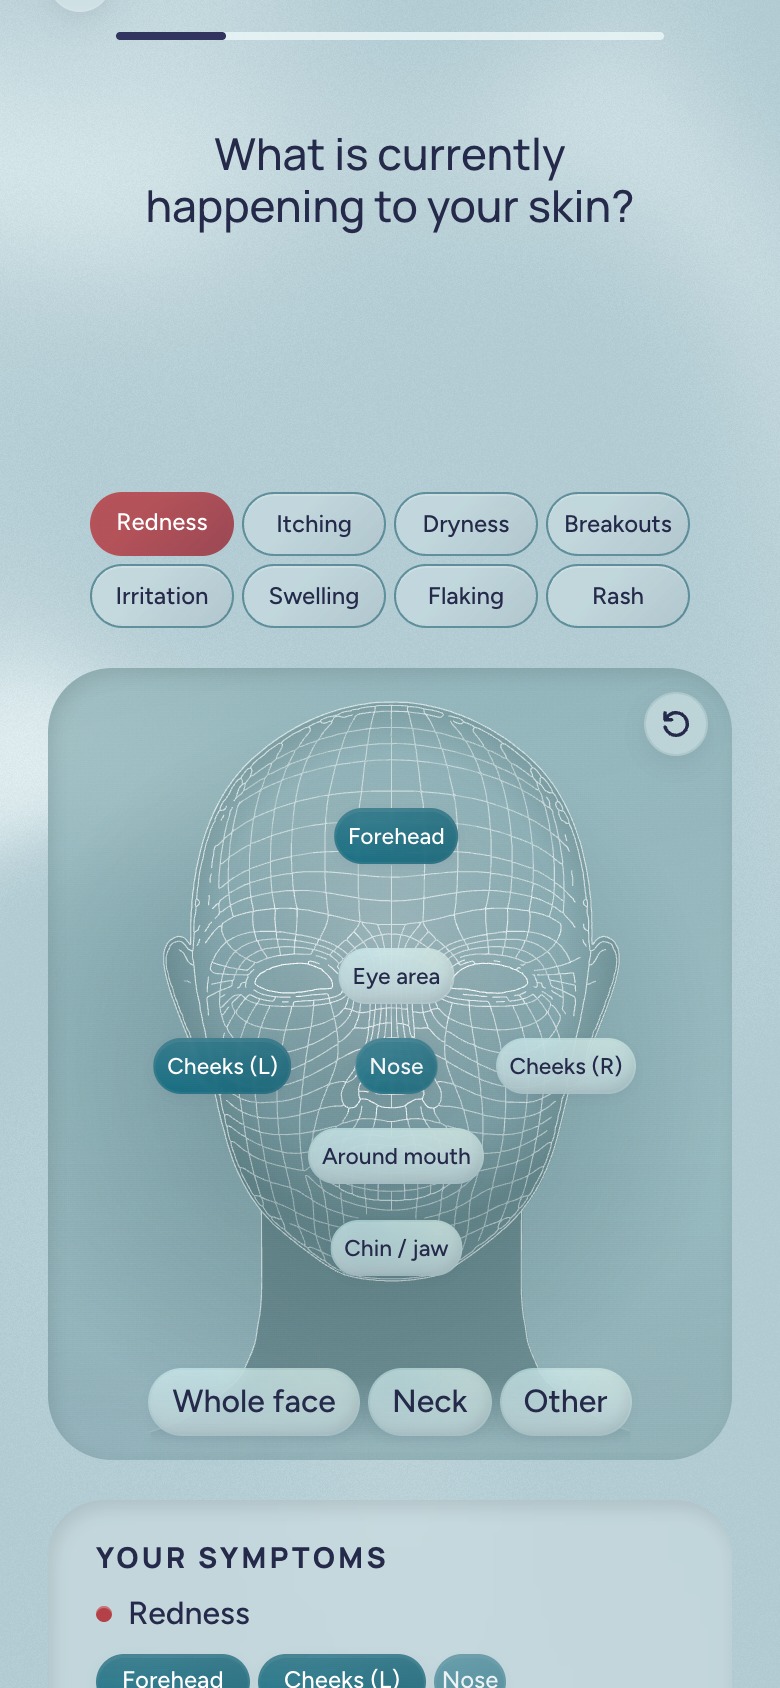 What is currently
happening to your skin?
Redness
Itching
Dryness
Breakouts
Irritation
Swelling
Flaking
Rash
Forehead
Eye area
Cheeks (L)
Nose
Cheeks (R)
Around mouth
Chin / jaw
Whole face
Neck
Other
YOUR SYMPTOMS
Redness
Forehead
Cheeks (L)
Nose